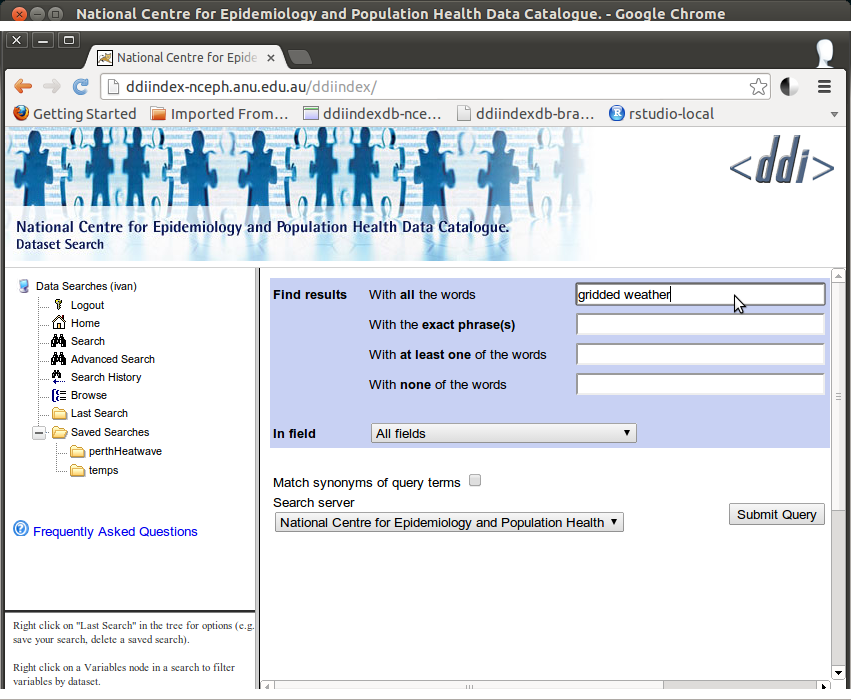 National Centre for Epidemiology and Population Health Data Catalogue. - Google Chrome
National Centre for Epide
ddiindex-nceph.anu.edu.au/ddiindex/
Getting Started Imported From... ddiindexdb-nce... ddiindexdb-bra... rstudio-local
<ddi>
National Centre for Epidemiology and Population Health Data Catalogue.
Dataset Search
Data Searches (ivan)
Logout
Home
Search
Advanced Search
Search History
Browse
Last Search
Saved Searches
perthHeatwave
temps
Frequently Asked Questions
Right click on "Last Search" in the tree for options (e.g.
save your search, delete a saved search).
Right click on a Variables node in a search to filter
variables by dataset.
Find results With all the words gridded weather
With the exact phrase(s)
With at least one of the words
With none of the words
In field All fields
Match synonyms of query terms
Search server
National Centre for Epidemiology and Population Health
Submit Query